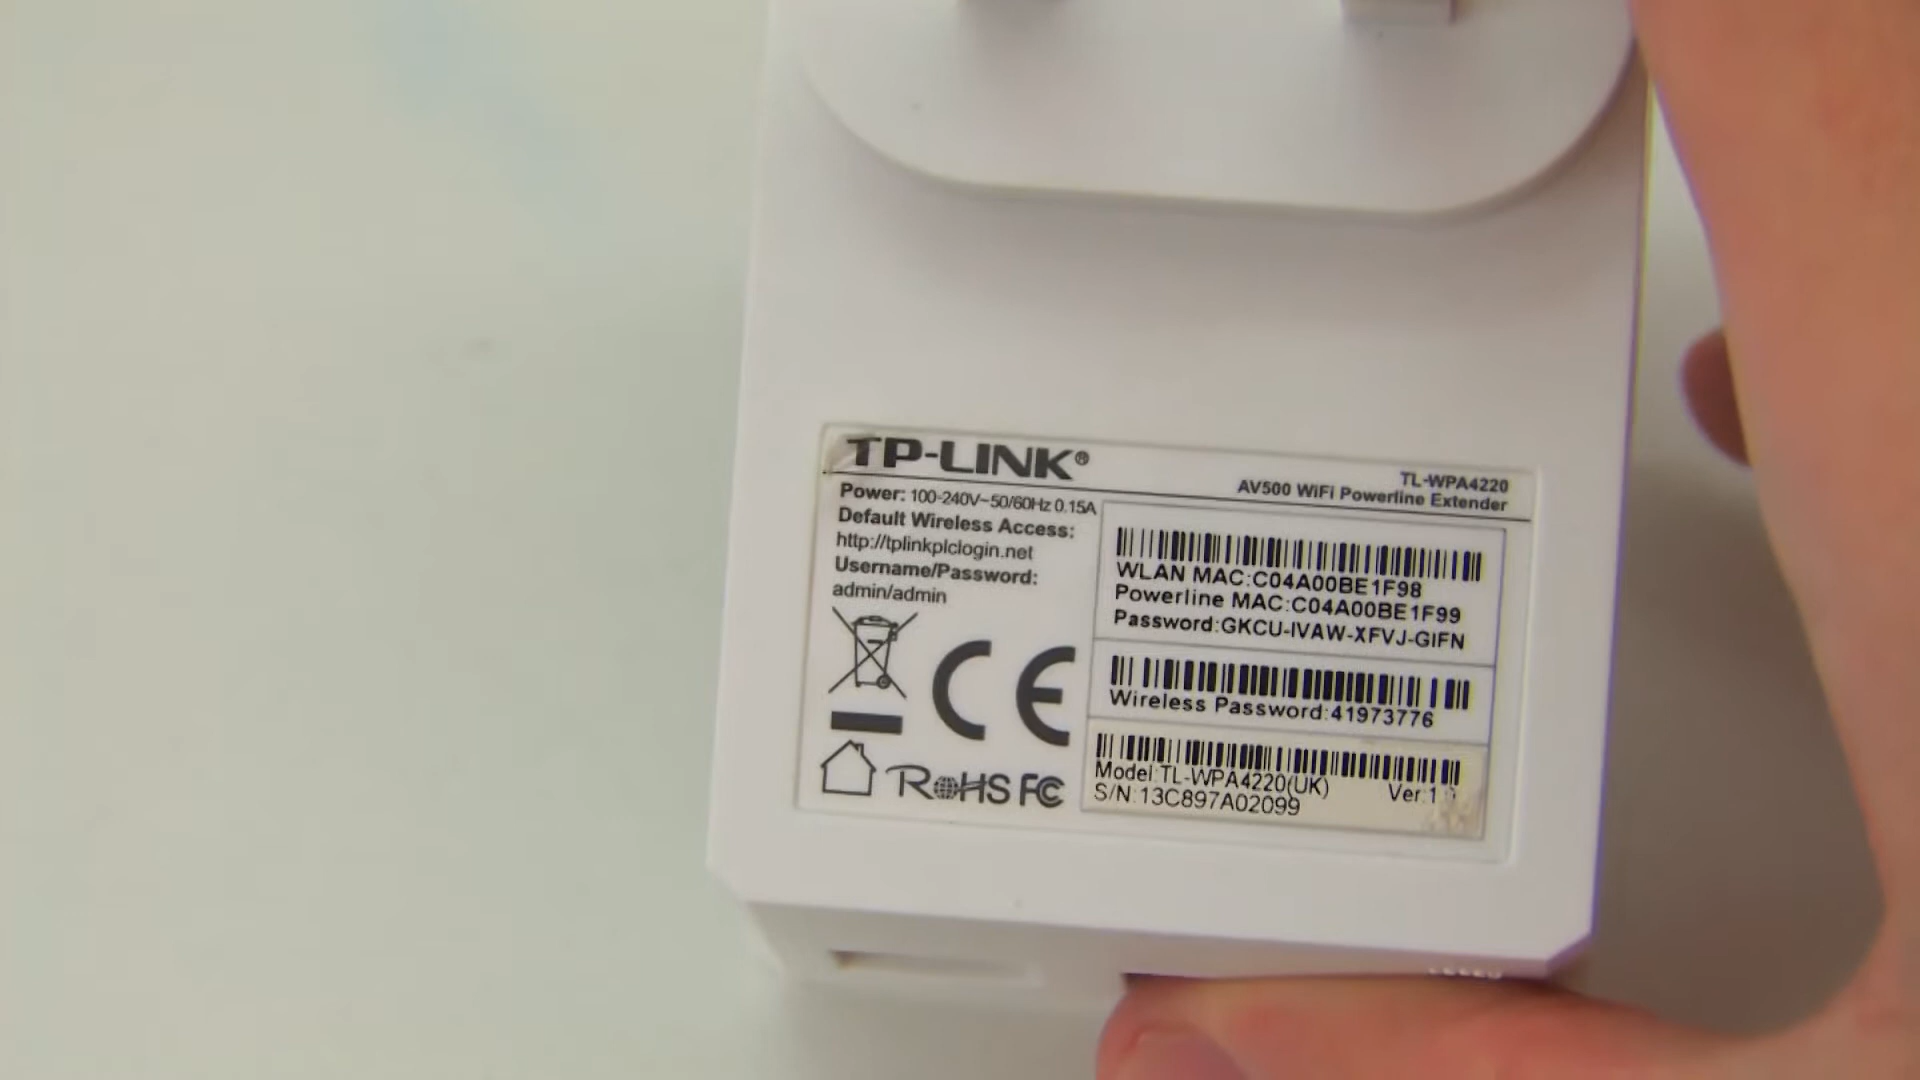 TP-LINK®
TL-WPA4220
AV500 WiFi Powerline Extender
Power: 100-240V~50/60Hz 0.15A
Default Wireless Access:
http://tplinkplclogin.net
Username/Password:
admin/admin
CE
RoHS FC
WLAN MAC:C04A00BE1F98
Powerline MAC:C04A00BE1F99
Password:GKCU-IVAW-XFVJ-GIFN
Wireless Password:41973776
Model:TL-WPA4220(UK) Ver:1
S/N:13C897A02099